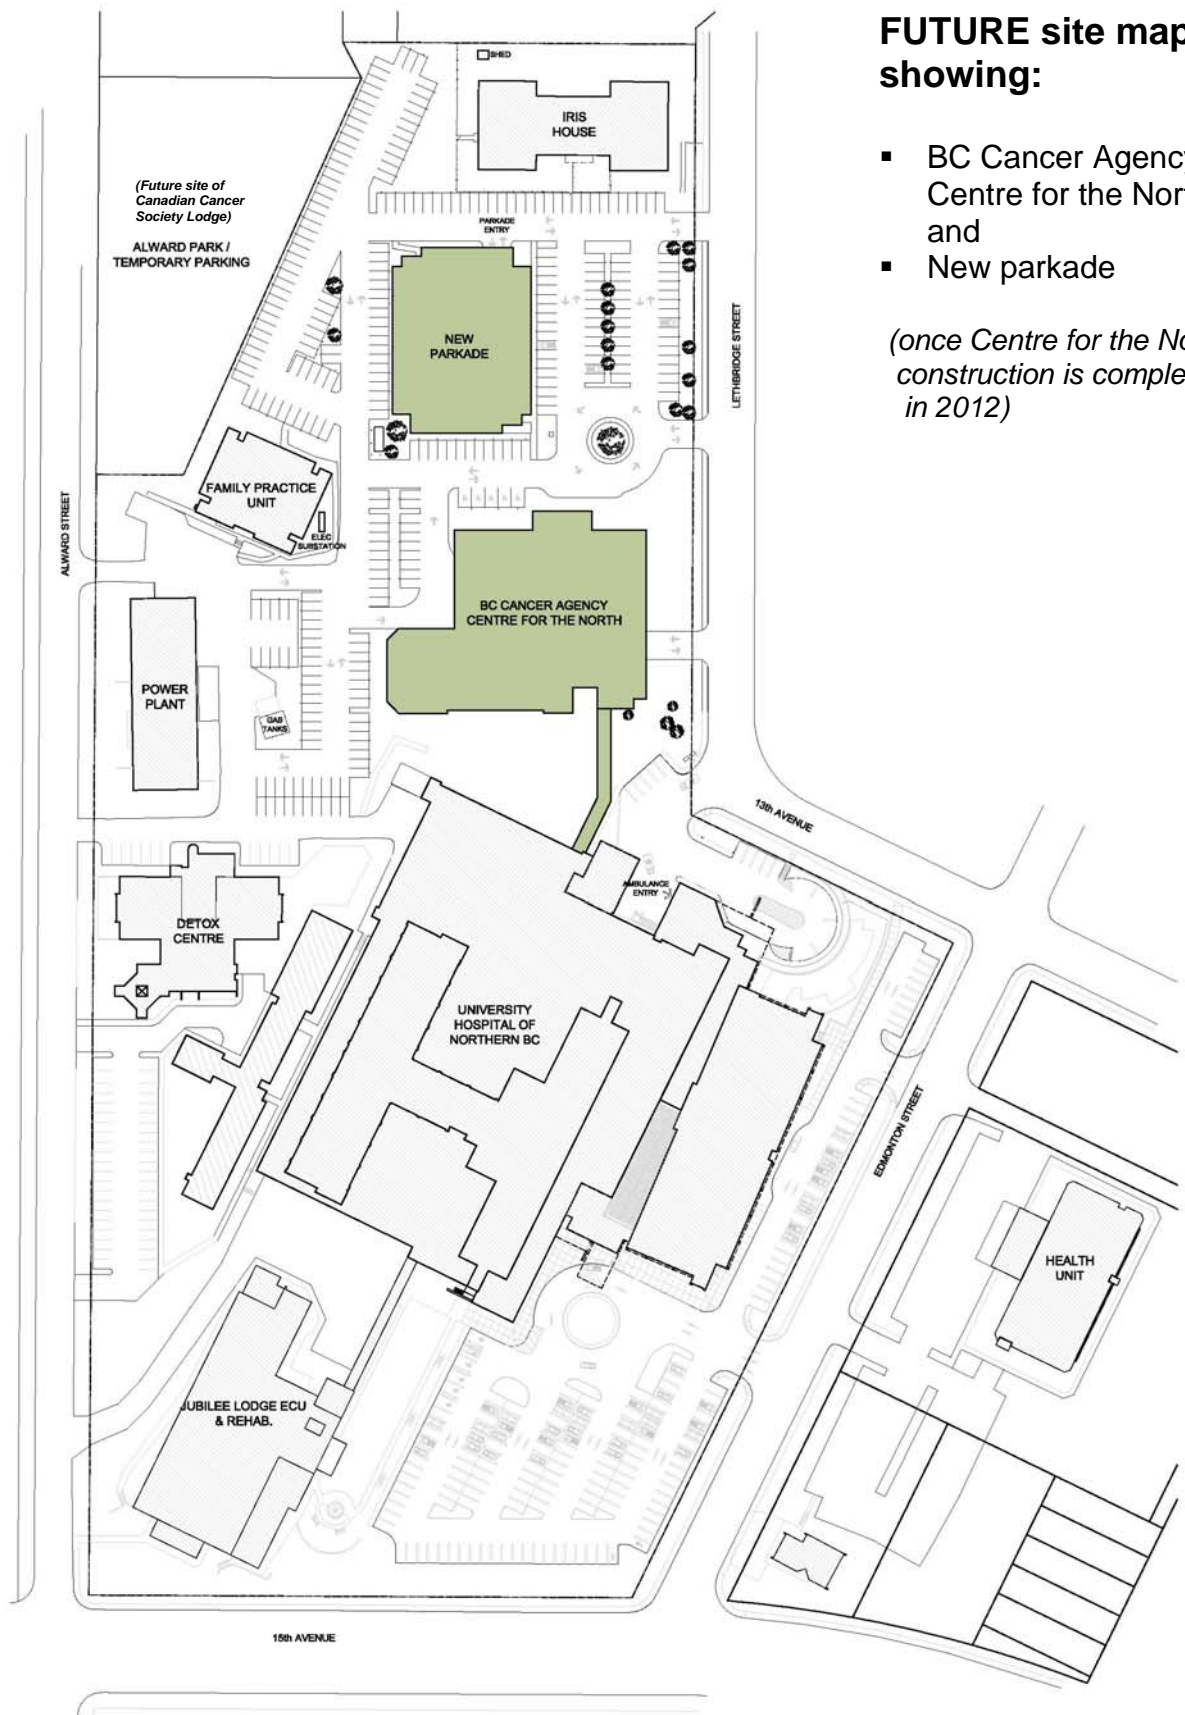 FUTURE site map
showing:
▪ BC Cancer Agency
Centre for the Nort
and
▪ New parkade
(once Centre for the No
construction is comple
in 2012)
SHED
IRIS
HOUSE
(Future site of
Canadian Cancer
Society Lodge)
ALWARD PARK /
TEMPORARY PARKING
PARKADE
ENTRY
NEW
PARKADE
LETHBRIDGE STREET
FAMILY PRACTICE
UNIT
ELEC
SUBSTATION
ALWARD STREET
BC CANCER AGENCY
CENTRE FOR THE NORTH
POWER
PLANT
GAS
TANKS
13th AVENUE
AMBULANCE
ENTRY
DETOX
CENTRE
UNIVERSITY
HOSPITAL OF
NORTHERN BC
EDMONTON STREET
HEALTH
UNIT
JUBILEE LODGE ECU
& REHAB.
15th AVENUE